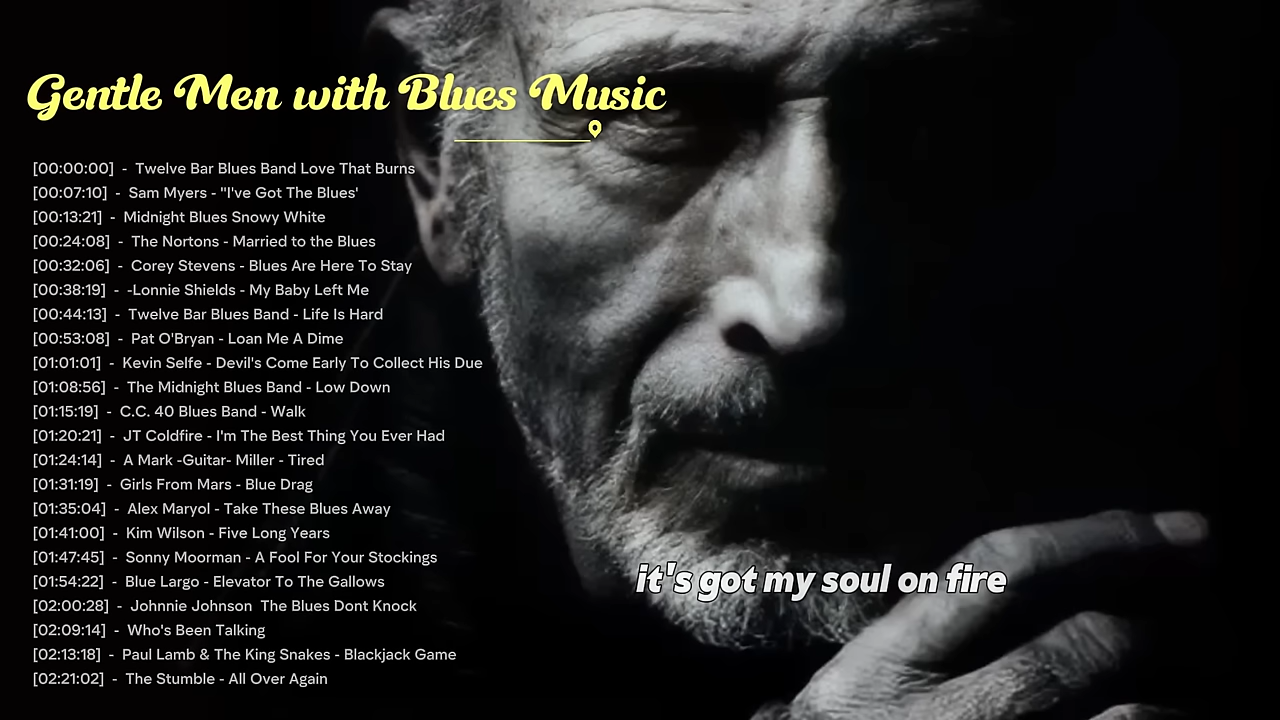 Gentle Men with Blues Music
[00:00:00] - Twelve Bar Blues Band Love That Burns
[00:07:10] - Sam Myers - "I've Got The Blues'
[00:13:21] - Midnight Blues Snowy White
[00:24:08] - The Nortons - Married to the Blues
[00:32:06] - Corey Stevens - Blues Are Here To Stay
[00:38:19] - -Lonnie Shields - My Baby Left Me
[00:44:13] - Twelve Bar Blues Band - Life Is Hard
[00:53:08] - Pat O'Bryan - Loan Me A Dime
[01:01:01] - Kevin Selfe - Devil's Come Early To Collect His Due
[01:08:56] - The Midnight Blues Band - Low Down
[01:15:19] - C.C. 40 Blues Band - Walk
[01:20:21] - JT Coldfire - I'm The Best Thing You Ever Had
[01:24:14] - A Mark -Guitar- Miller - Tired
[01:31:19] - Girls From Mars - Blue Drag
[01:35:04] - Alex Maryol - Take These Blues Away
[01:41:00] - Kim Wilson - Five Long Years
[01:47:45] - Sonny Moorman - A Fool For Your Stockings
[01:54:22] - Blue Largo - Elevator To The Gallows
[02:00:28] - Johnnie Johnson  The Blues Dont Knock
[02:09:14] - Who's Been Talking
[02:13:18] - Paul Lamb & The King Snakes - Blackjack Game
[02:21:02] - The Stumble - All Over Again
it's got my soul on fire